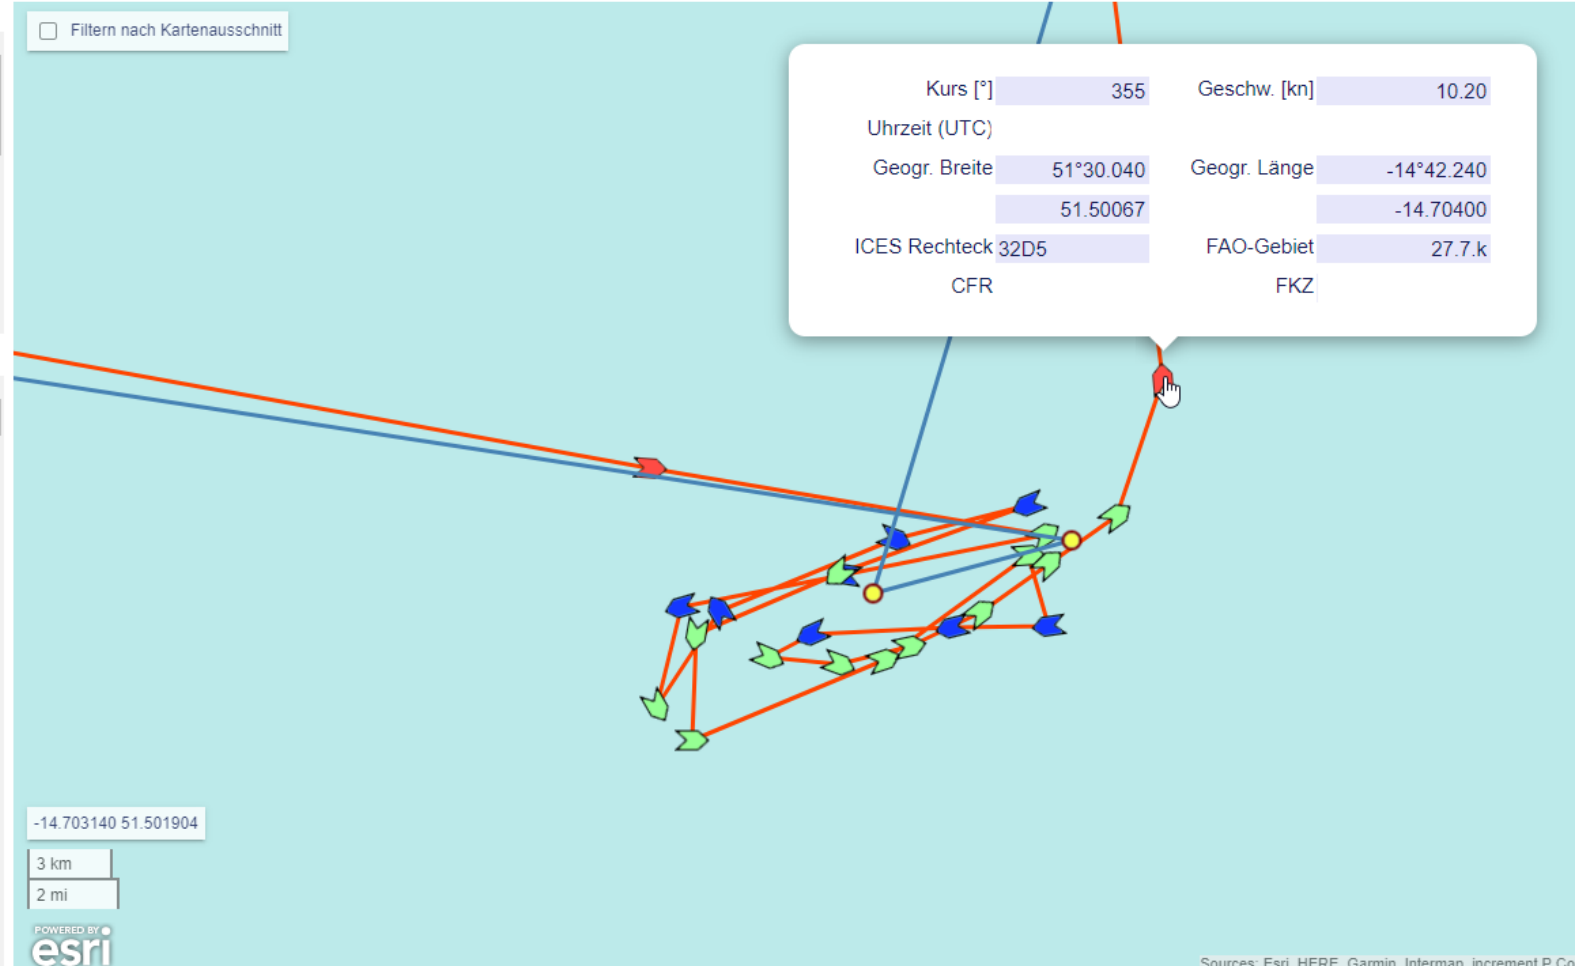 Filtern nach Kartenausschnitt
Kurs [°] 355 Geschw. [kn] 10.20
Uhrzeit (UTC)
Geogr. Breite 51°30.040 Geogr. Länge -14°42.240
51.50067 -14.70400
ICES Rechteck 32D5 FAO-Gebiet 27.7.k
CFR FKZ
-14.703140 51.501904
3 km
2 mi
POWERED BY
esri
Sources: Esri, HERE, Garmin, Intermap, increment P Co